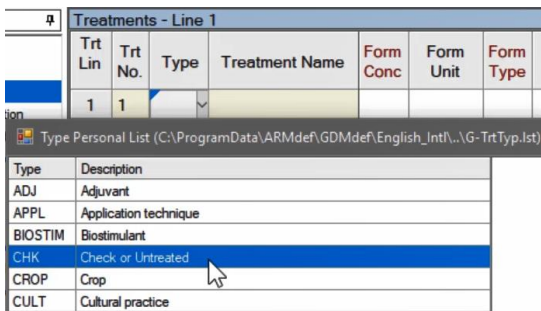 Treatments - Line 1
Trt Lin Trt No. Type Treatment Name Form Conc Form Unit Form Type
1 1
tion
Type Personal List (C:\ProgramData\ARMdef\GDMdef\English_Intl\..\G-TrtTyp.lst)
Type Description
ADJ Adjuvant
APPL Application technique
BIOSTIM Biostimulant
CHK Check or Untreated
CROP Crop
CULT Cultural practice